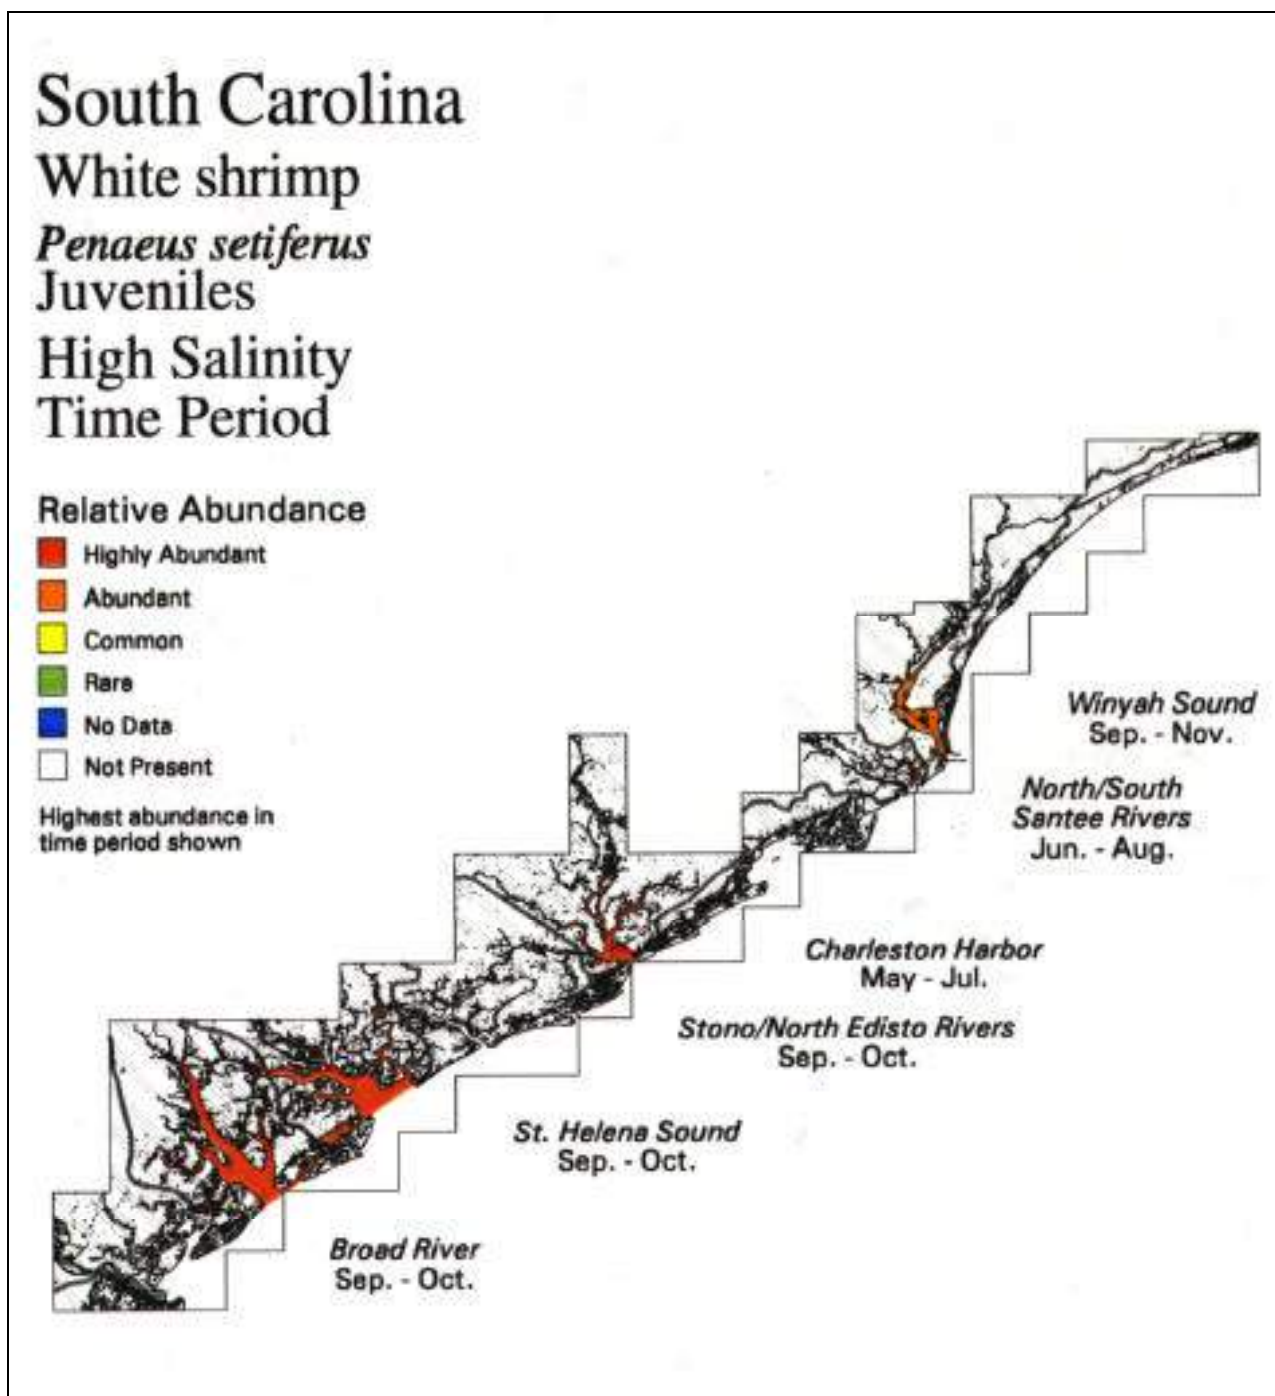 South Carolina
White shrimp
Penaeus setiferus
Juveniles
High Salinity
Time Period
Relative Abundance
Highly Abundant
Abundant
Common
Rare
No Data
Not Present
Highest abundance in
time period shown
Winyah Sound
Sep. - Nov.
North/South
Santee Rivers
Jun. - Aug.
Charleston Harbor
May - Jul.
Stono/North Edisto Rivers
Sep. - Oct.
St. Helena Sound
Sep. - Oct.
Broad River
Sep. - Oct.